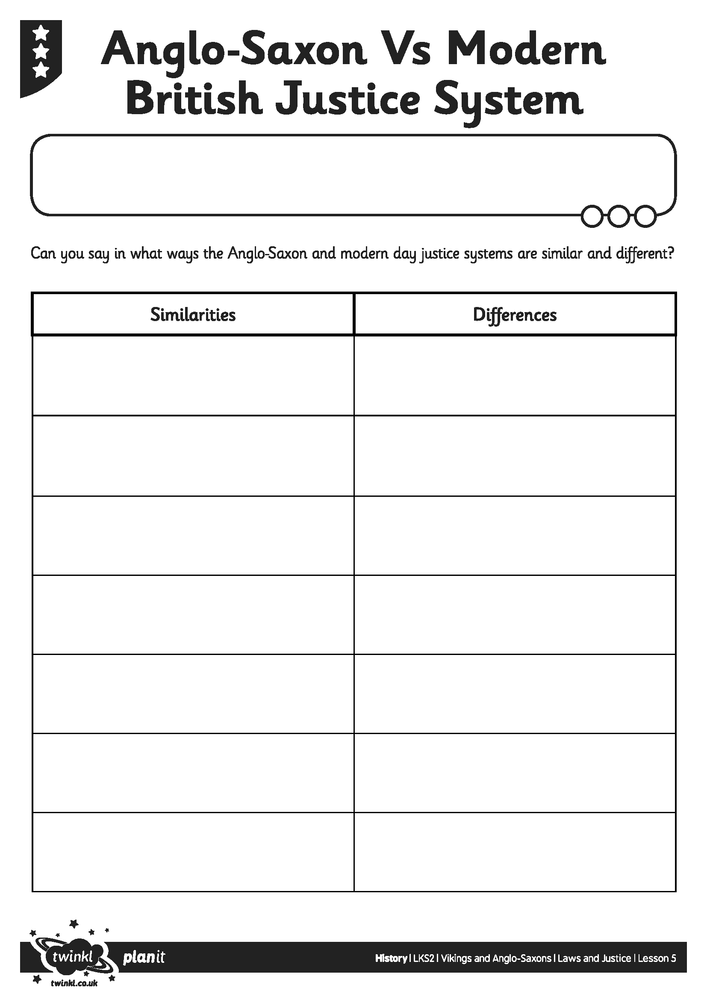 Anglo-Saxon Vs Modern
British Justice System
Can you say in what ways the Anglo-Saxon and modern day justice systems are similar and different?
Similarities
Differences
twinkl
planit
History | LKS2 | Vikings and Anglo-Saxons | Laws and Justice | Lesson 5
twinkl.co.uk